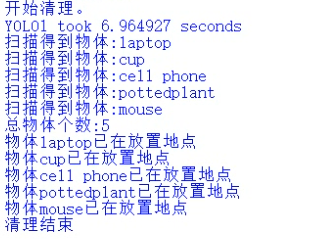 开始清理。
YOLO1 took 6.964927 seconds
扫描得到物体:laptop
扫描得到物体:cup
扫描得到物体:cell phone
扫描得到物体:pottedplant
扫描得到物体:mouse
总物体个数:5
物体laptop已在放置地点
物体cup已在放置地点
物体cell phone已在放置地点
物体pottedplant已在放置地点
物体mouse已在放置地点
清理结束